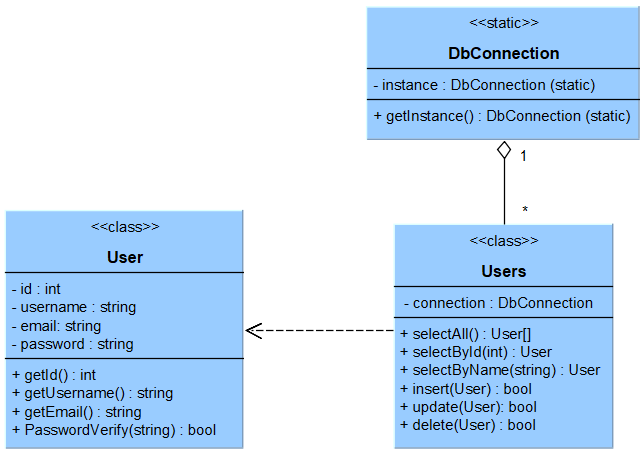 <<static>>
DbConnection
- instance : DbConnection (static)
+ getInstance() : DbConnection (static)
1
*
<<class>>
User
- id : int
- username : string
- email: string
- password : string
+ getId() : int
+ getUsername() : string
+ getEmail() : string
+ PasswordVerify(string) : bool
<<class>>
Users
- connection : DbConnection
+ selectAll() : User[]
+ selectById(int) : User
+ selectByName(string) : User
+ insert(User) : bool
+ update(User): bool
+ delete(User) : bool